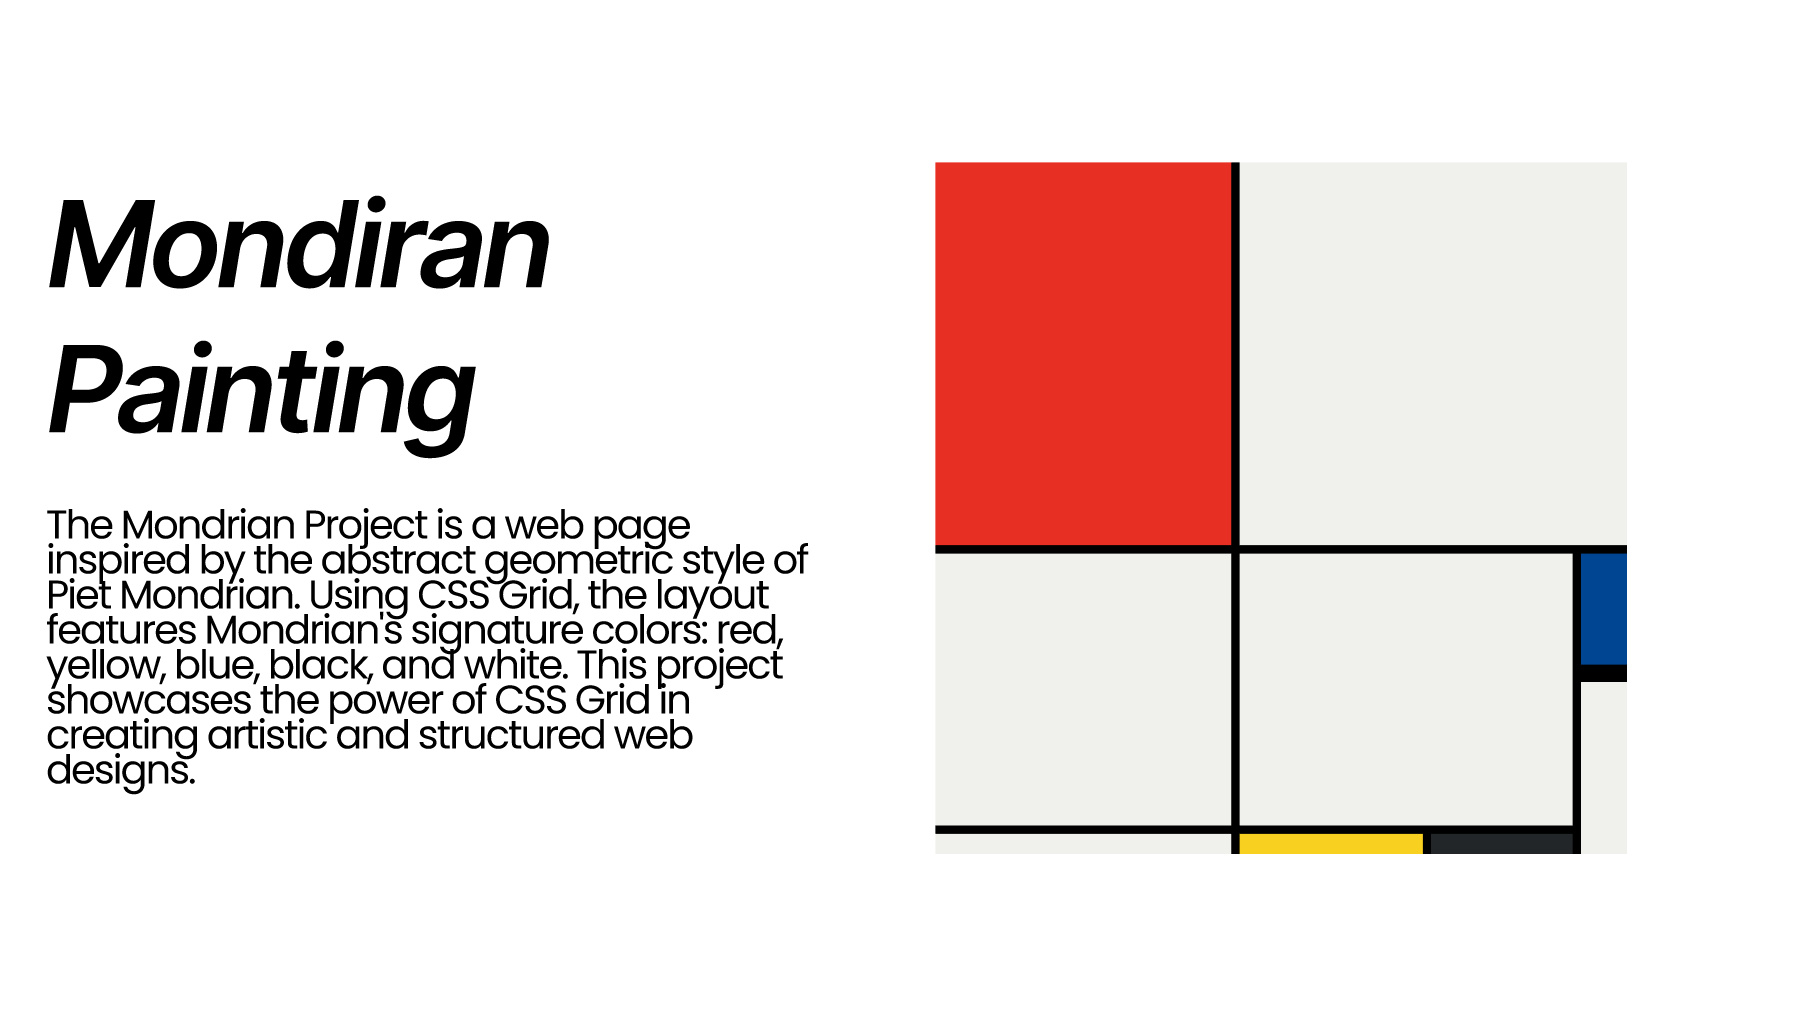 Mondiran
Painting
The Mondrian Project is a web page
inspired by the abstract geometric style of
Piet Mondrian. Using CSS Grid, the layout
features Mondrian's signature colors: red,
yellow, blue, black, and white. This project
showcases the power of CSS Grid in
creating artistic and structured web
designs.